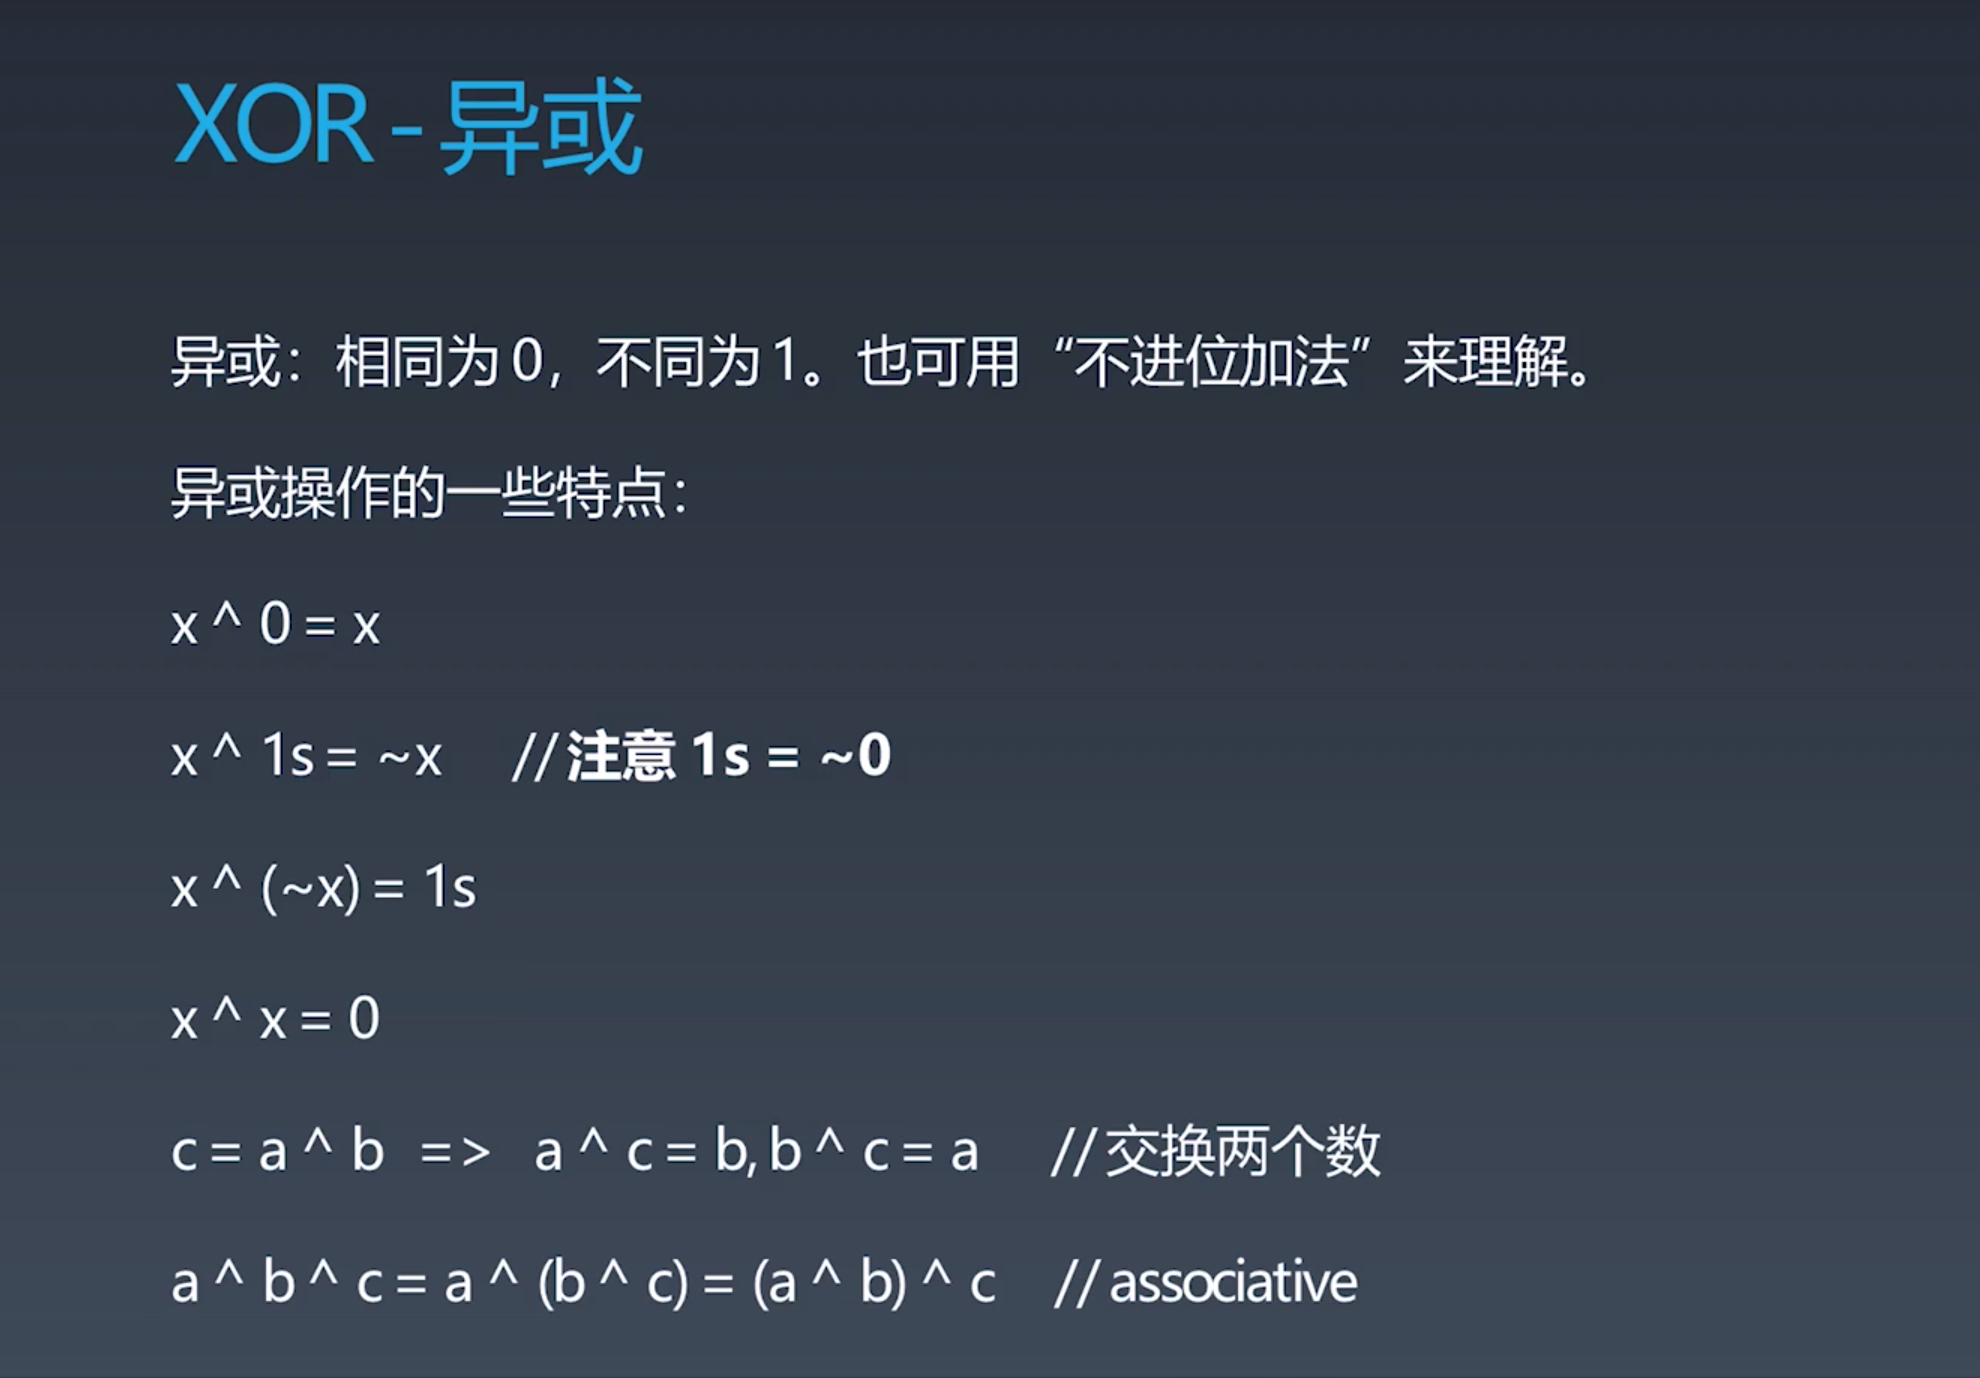 XOR - 异或
异或：相同为 0，不同为 1。也可用“不进位加法”来理解。
异或操作的一些特点：
x ^ 0 = x
x ^ 1s = ~x // 注意 1s = ~0
x ^ (~x) = 1s
x ^ x = 0
c = a ^ b => a ^ c = b, b ^ c = a // 交换两个数
a ^ b ^ c = a ^ (b ^ c) = (a ^ b) ^ c // associative